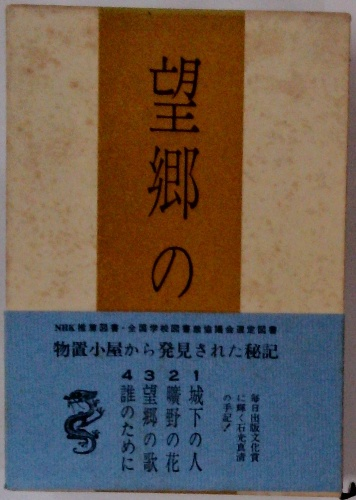 望郷の
NHK推薦図書・全国学校図書館協議会選定図書
物置小屋から発見された秘記
毎日出版文化賞
に輝く石光真清
の手記!
1 城下の人
2 曠野の花
3 望郷の歌
4 誰のために